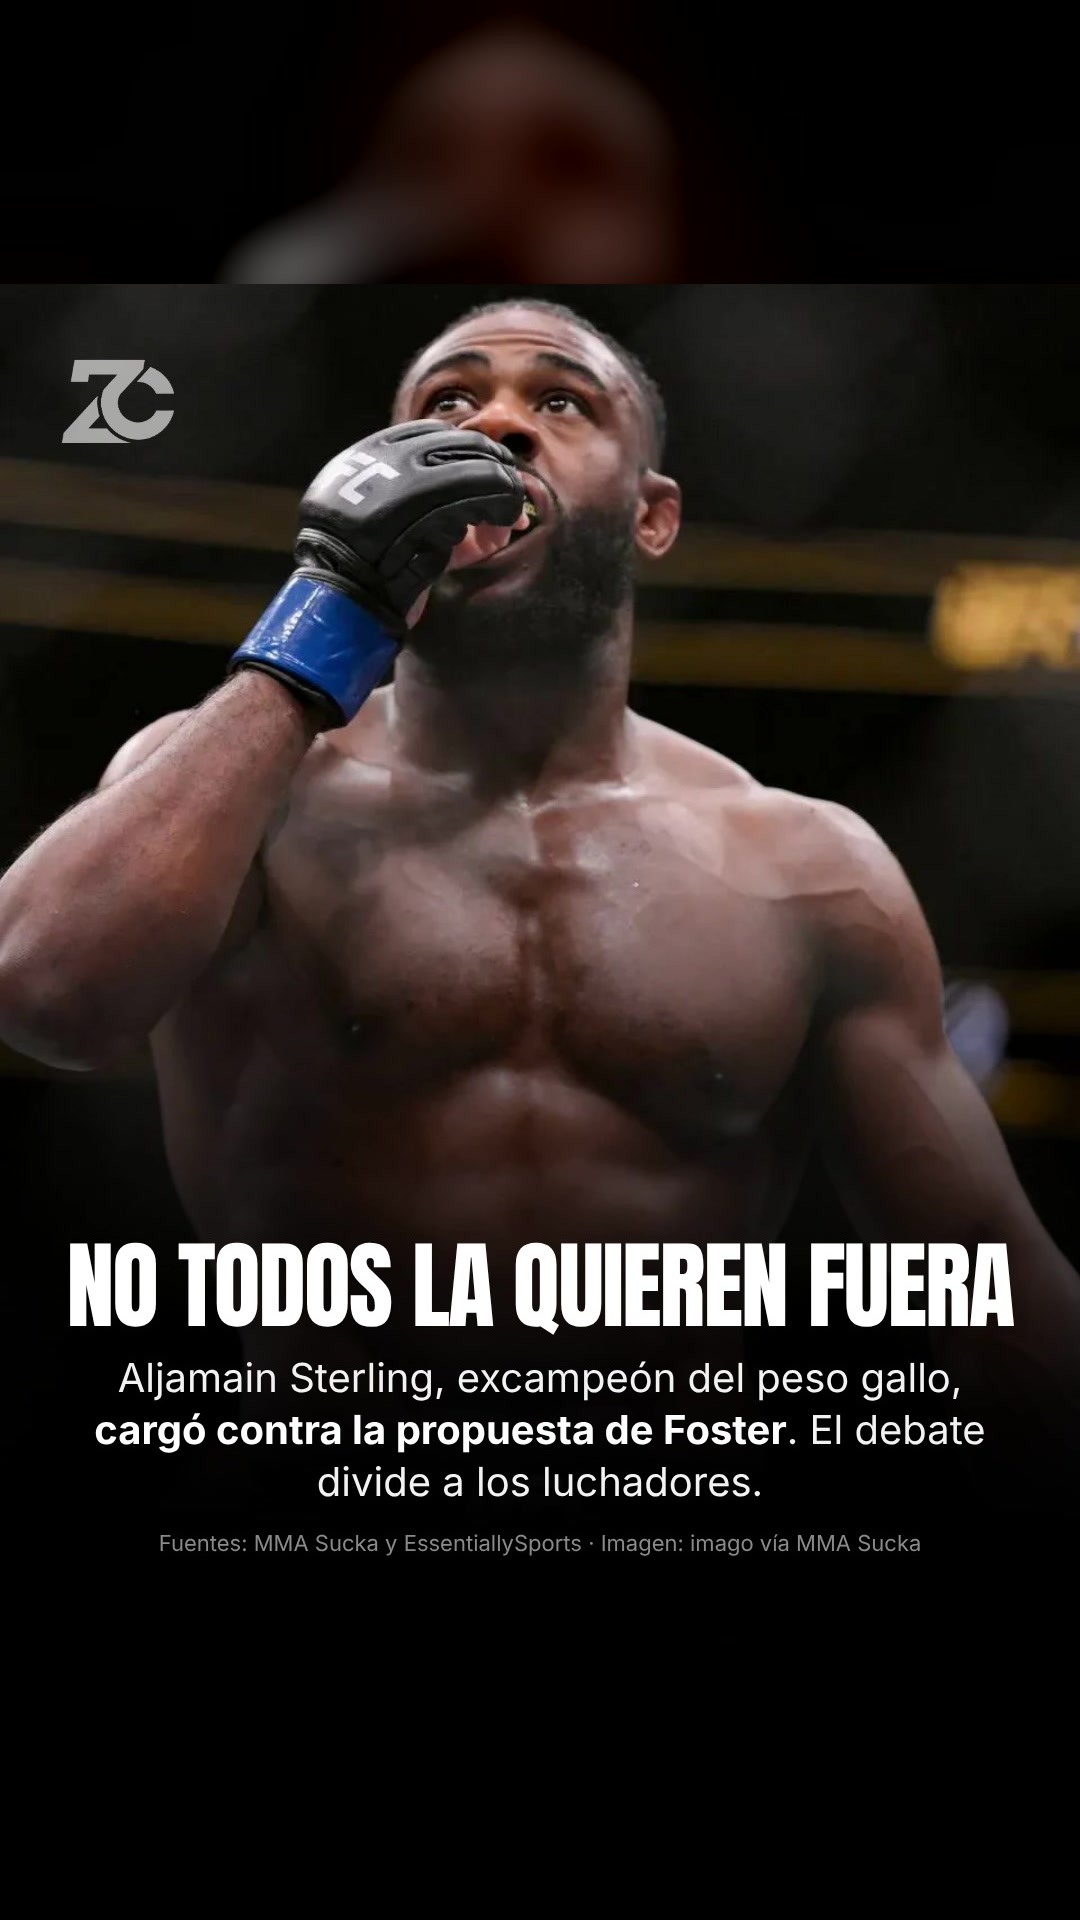 ZC
FC
NO TODOS LA QUIEREN FUERA
Aljamain Sterling, excampeón del peso gallo,
cargó contra la propuesta de Foster. El debate
divide a los luchadores.
Fuentes: MMA Sucka y EssentiallySports · Imagen: imago vía MMA Sucka